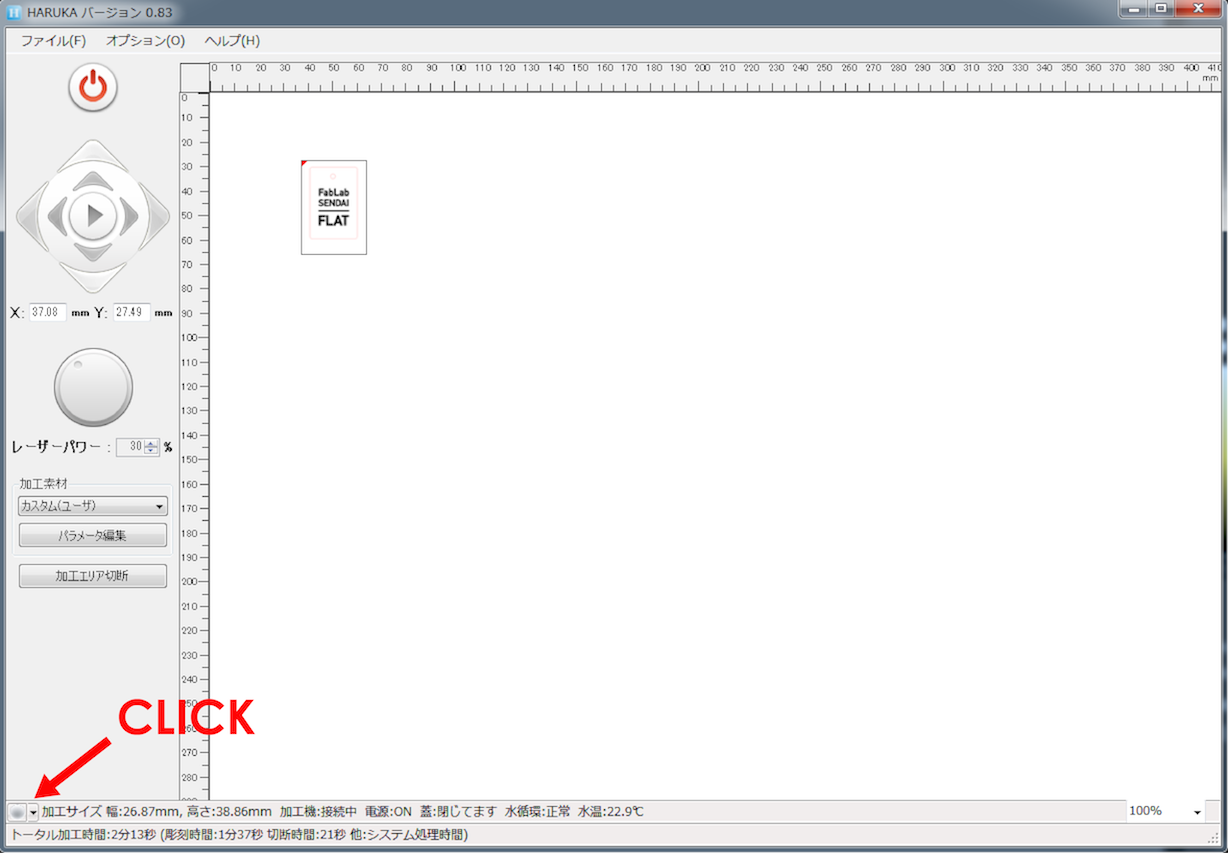 HARUKA バージョン 0.83
ファイル(F) オプション(O) ヘルプ(H)
0 10 20 30 40 50 60 70 80 90 100 110 120 130 140 150 160 170 180 190 200 210 220 230 240 250 260 270 280 290 300 310 320 330 340 350 360 370 380 390 400 410
mm
0
10
20
30
40
50
60
70
80
90
100
110
120
130
140
150
160
170
180
190
200
210
220
230
240
250
260
270
280
FabLab
SENDAI
FLAT
X: 37.08 mm Y: 27.49 mm
レーザーパワー : 30 %
加工素材
カスタム(ユーザ)
パラメータ編集
加工エリア切断
CLICK
加工サイズ 幅:26.87mm, 高さ:38.86mm 加工機:接続中 電源:ON 蓋:閉じてます 水循環:正常 水温:22.9℃ 100%
トータル加工時間:2分13秒 (彫刻時間:1分37秒 切断時間:21秒 他:システム処理時間)